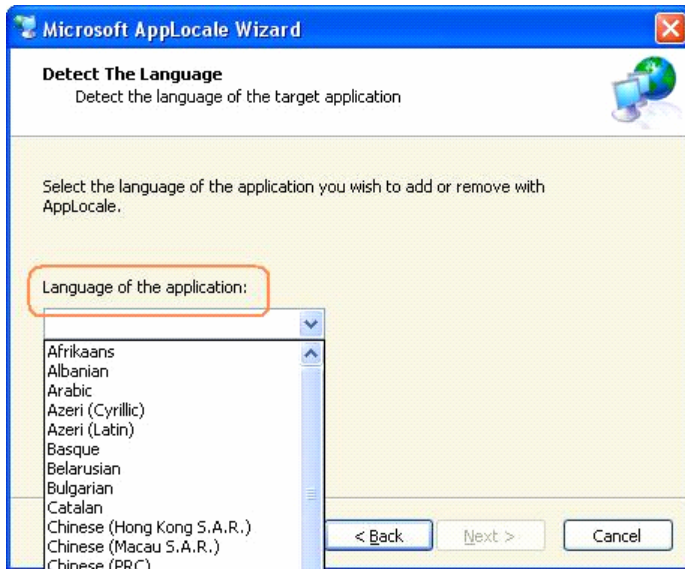 Microsoft AppLocale Wizard
Detect The Language
Detect the language of the target application
Select the language of the application you wish to add or remove with
AppLocale.
Language of the application:
Afrikaans
Albanian
Arabic
Azeri (Cyrillic)
Azeri (Latin)
Basque
Belarusian
Bulgarian
Catalan
Chinese (Hong Kong S.A.R.)
Chinese (Macau S.A.R.)
Chinese (PRC)
< Back Next > Cancel